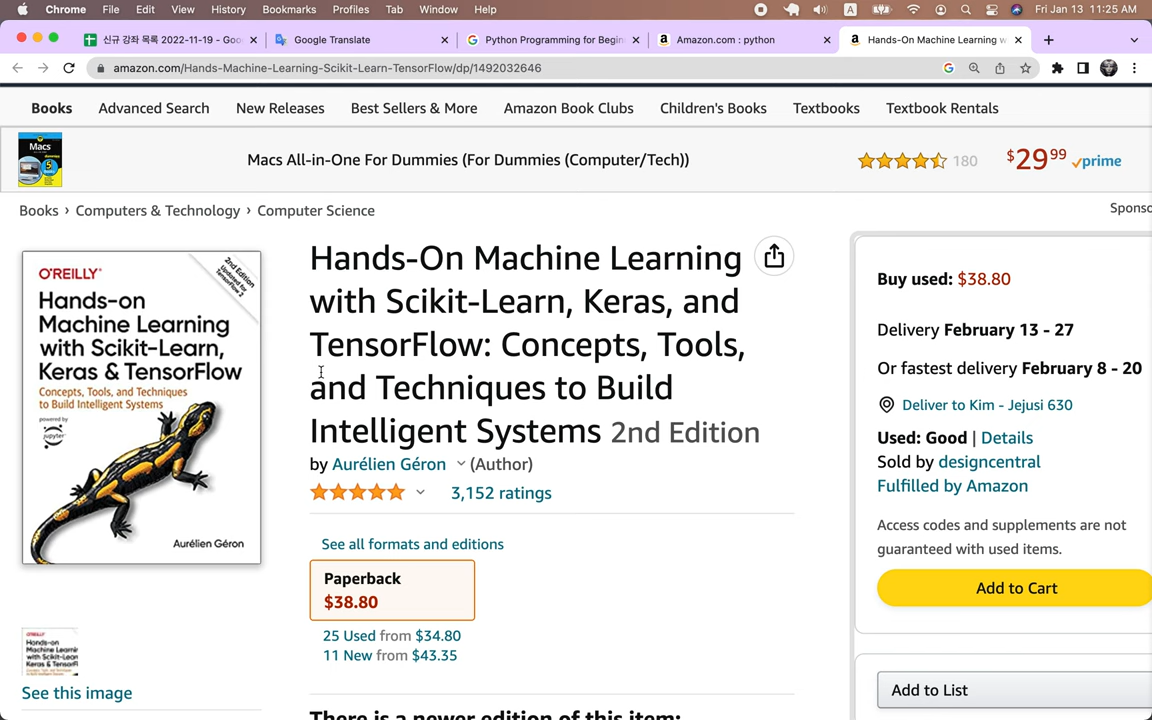 Chrome File Edit View History Bookmarks Profiles Tab Window Help A Fri Jan 13 11:25 AM
신규 강좌 목록 2022-11-19 - Goo Google Translate Python Programming for Begin Amazon.com : python Hands-On Machine Learning w
amazon.com/Hands-Machine-Learning-Scikit-Learn-TensorFlow/dp/1492032646
Books Advanced Search New Releases Best Sellers & More Amazon Book Clubs Children's Books Textbooks Textbook Rentals
Macs
Macs All-in-One For Dummies (For Dummies (Computer/Tech)) 180 $29 99 prime
Books › Computers & Technology › Computer Science Sponso
O'REILLY®
2nd Edition
Updated for
TensorFlow 2
Hands-on
Machine Learning
with Scikit-Learn,
Keras & TensorFlow
Concepts, Tools, and Techniques
to Build Intelligent Systems
powered by
jupyter
Aurélien Géron
See this image
Hands-On Machine Learning
with Scikit-Learn, Keras, and
TensorFlow: Concepts, Tools,
and Techniques to Build
Intelligent Systems 2nd Edition
by Aurélien Géron (Author)
3,152 ratings
See all formats and editions
Paperback
$38.80
25 Used from $34.80
11 New from $43.35
There is a newer edition of this item:
Buy used: $38.80
Delivery February 13 - 27
Or fastest delivery February 8 - 20
Deliver to Kim - Jejusi 630
Used: Good | Details
Sold by designcentral
Fulfilled by Amazon
Access codes and supplements are not
guaranteed with used items.
Add to Cart
Add to List